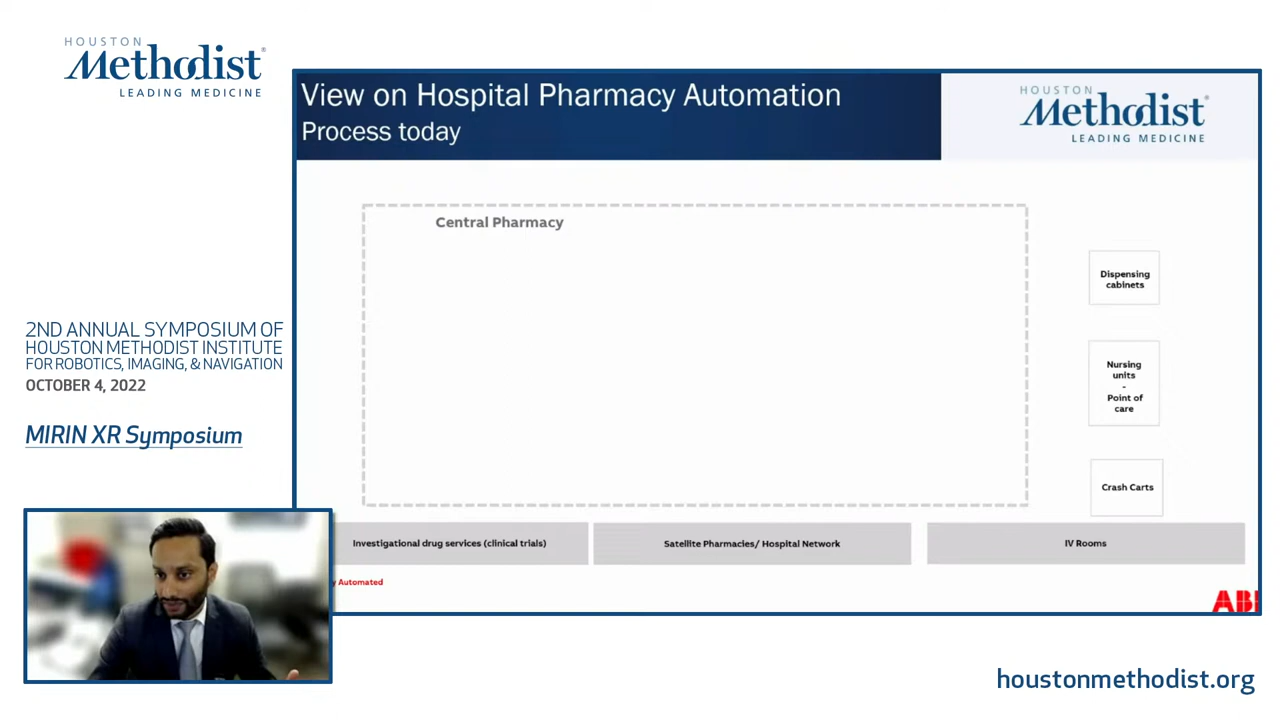 HOUSTON
Methodist
LEADING MEDICINE
View on Hospital Pharmacy Automation
Process today
HOUSTON
Methodist
LEADING MEDICINE
Central Pharmacy
Dispensing
cabinets
Nursing
units
-
Point of
care
Crash Carts
Investigational drug services (clinical trials)
Satellite Pharmacies/ Hospital Network
IV Rooms
Automated
2ND ANNUAL SYMPOSIUM OF
HOUSTON METHODIST INSTITUTE
FOR ROBOTICS, IMAGING, & NAVIGATION
OCTOBER 4, 2022
MIRIN XR Symposium
houstonmethodist.org